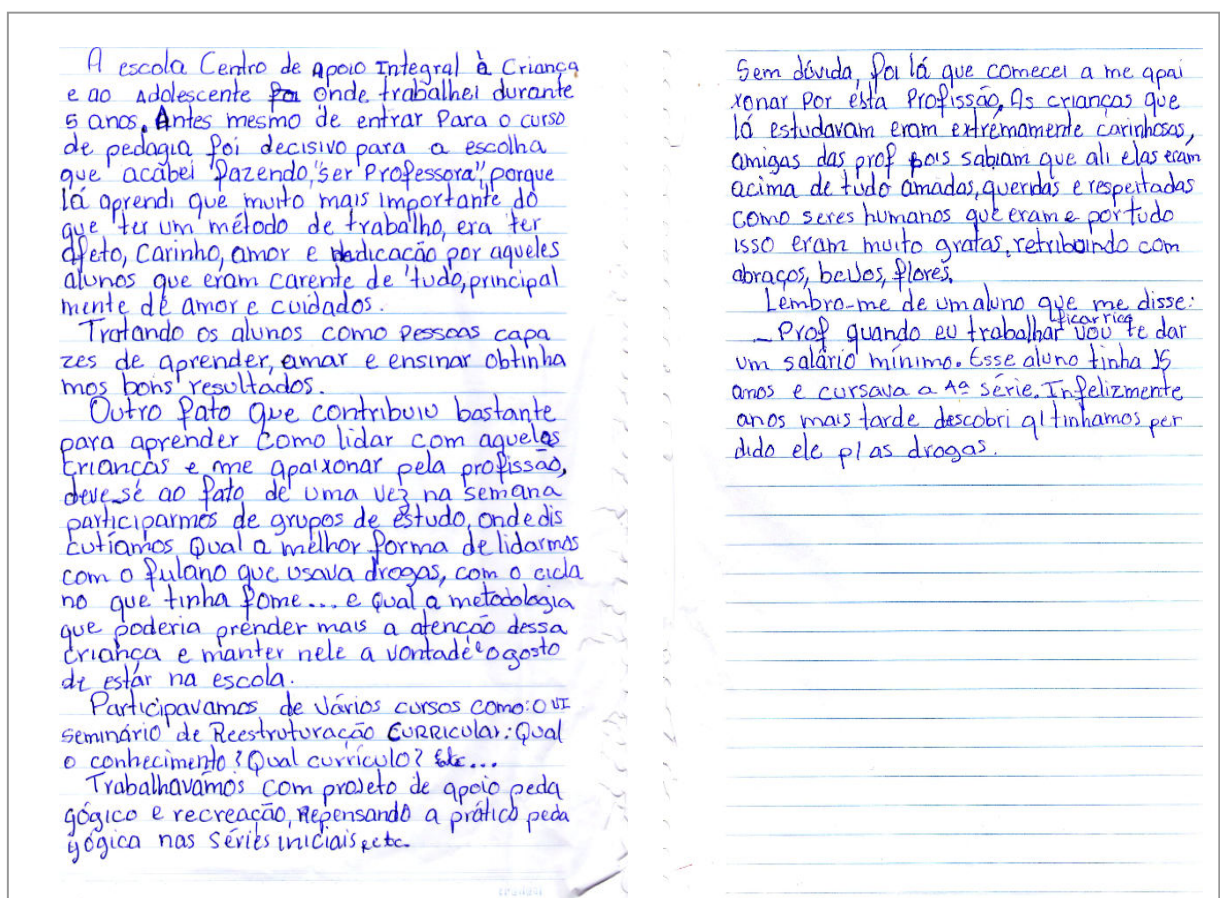 A escola Centro de Apoio Integral à Criança
e ao Adolescente foi onde trabalhei durante
5 anos. Antes mesmo de entrar para o curso
de pedagia foi decisivo para a escolha
que acabei fazendo, "ser Professora", porque
lá aprendi que muito mais importante do
que ter um método de trabalho, era ter
afeto, carinho, amor e dedicação por aqueles
alunos que eram carente de tudo, principal
mente de amor e cuidados.
Tratando os alunos como pessoas capa
zes de aprender, amar e ensinar obtinha
mos bons resultados.
Outro fato que contribuiu bastante
para aprender como lidar com aquelas
crianças e me apaixonar pela profissão,
deve-se ao fato de uma vez na semana
participarmos de grupos de estudo, onde dis
cutíamos Qual a melhor forma de lidarmos
com o fulano que usava drogas, com o cicla
no que tinha fome... e qual a metodologia
que poderia prender mais a atenção dessa
criança e manter nele a vontade e o gosto
de estar na escola.
Participavamos de vários cursos como: O VI
Seminário de Reestruturação Curricular: Qual
o conhecimento? Qual currículo? Etc...
Trabalhavámos com projeto de apoio peda
gógico e recreação, Repensando a prática peda
gógica nas Séries iniciais, etc.
Sem dúvida, foi lá que comecei a me apai
xonar por esta Profissão. As crianças que
lá estudavam eram extremamente carinhosas,
amigas das prof pois sabiam que ali elas eram
acima de tudo amadas, queridas e respeitadas
como seres humanos que eram e por tudo
isso eram muito gratas, retribuindo com
abraços, beijos, flores.
Lembro-me de um aluno que me disse:
_ Prof quando eu trabalhar ficar rico vou te dar
um salário mínimo. Esse aluno tinha 15
anos e cursava a 4ª série. Infelizmente
anos mais tarde descobri q/ tinhamos per
dido ele p/ as drogas.